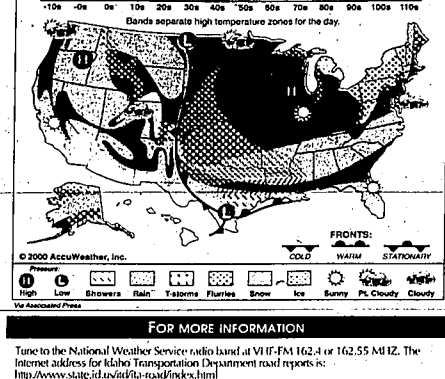 -10s -0s 0s 10s 20s 30s 40s 50s 60s 70s 80s 90s 100s 110s
Bands separate high temperature zones for the day.
L
H
H
L
FRONTS:
COLD WARM STATIONARY
© 2000 AccuWeather, Inc.
Pressure:
H L
High Low Showers Rain T-storms Flurries Snow Ice Sunny Pt. Cloudy Cloudy
Via Associated Press
FOR MORE INFORMATION
Tune to the National Weather Service radio band at VHF-FM 162.4 or 162.55 MHZ. The
Internet address for Idaho Transportation Department road reports is:
http://www.state.id.us/itd/ita-road/index.html